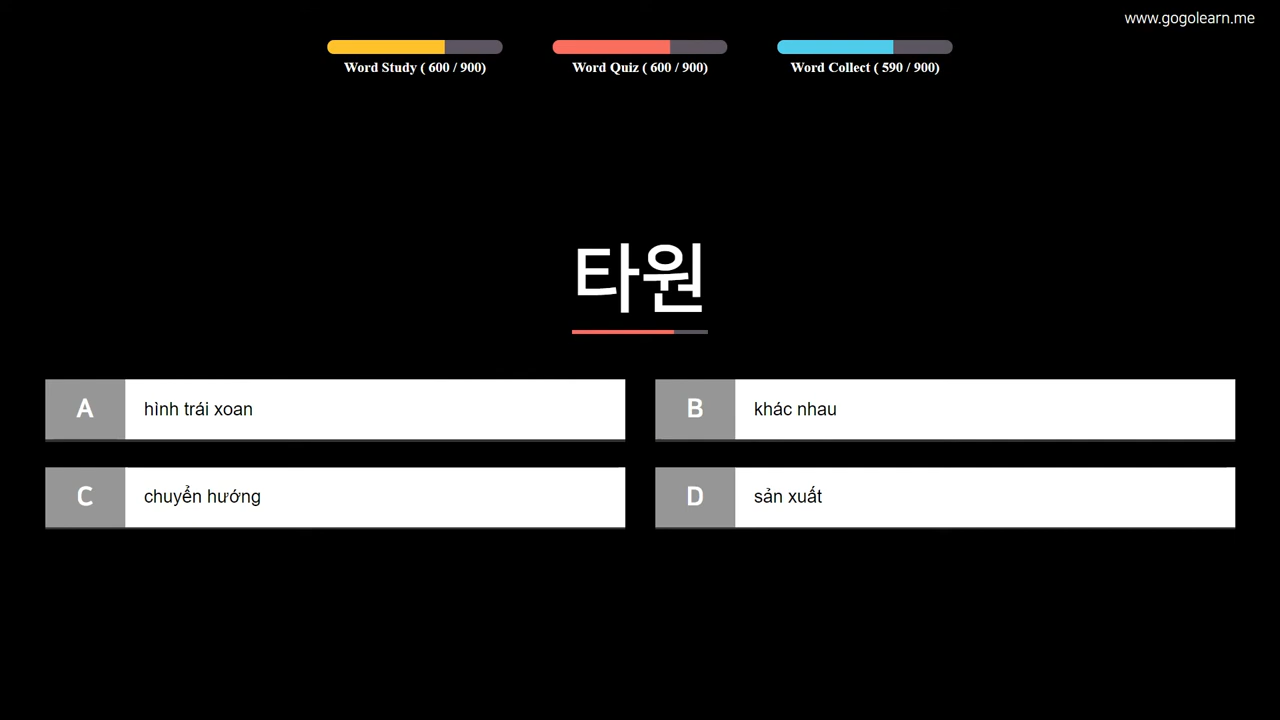 www.gogolearn.me
Word Study ( 600 / 900)
Word Quiz ( 600 / 900)
Word Collect ( 590 / 900)
타원
A hình trái xoan
B khác nhau
C chuyển hướng
D sản xuất